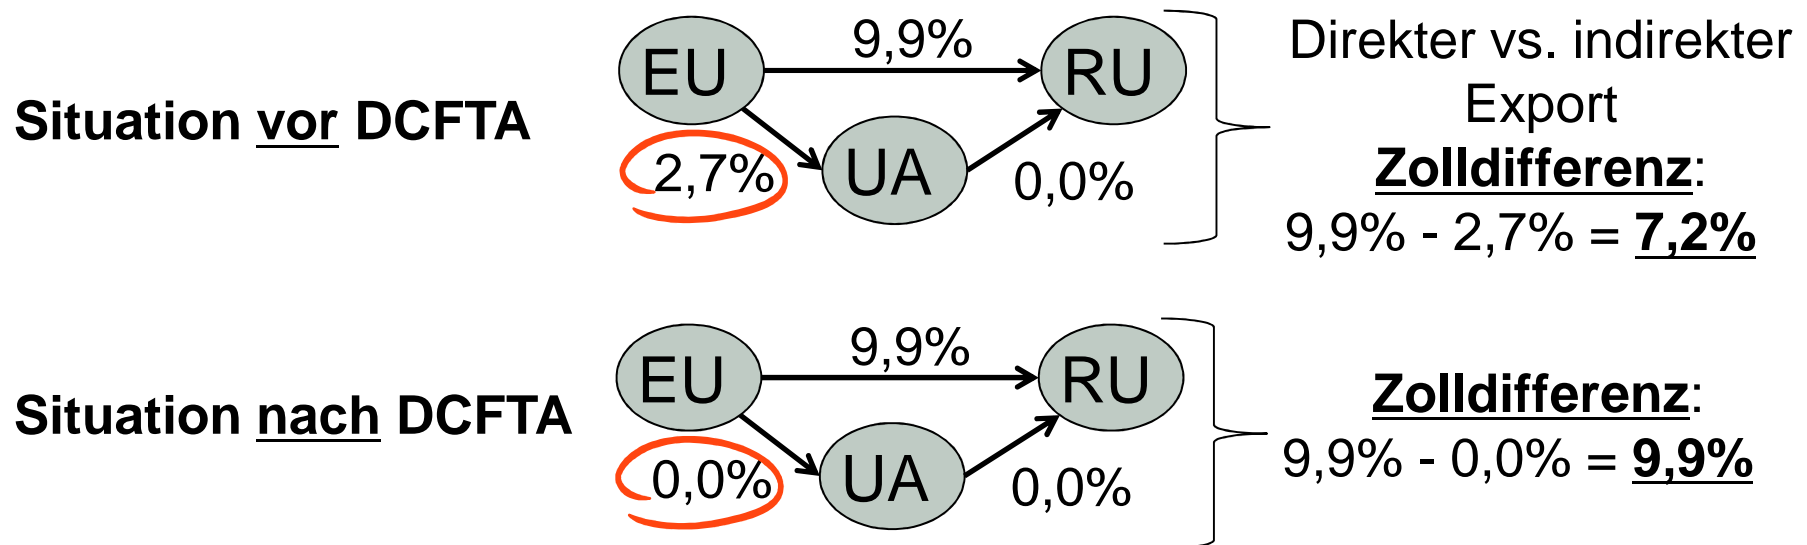 Situation vor DCFTA
EU
9,9%
RU
2,7%
UA
0,0%
Direkter vs. indirekter
Export
Zolldifferenz:
9,9% - 2,7% = 7,2%
Situation nach DCFTA
EU
9,9%
RU
0,0%
UA
0,0%
Zolldifferenz:
9,9% - 0,0% = 9,9%